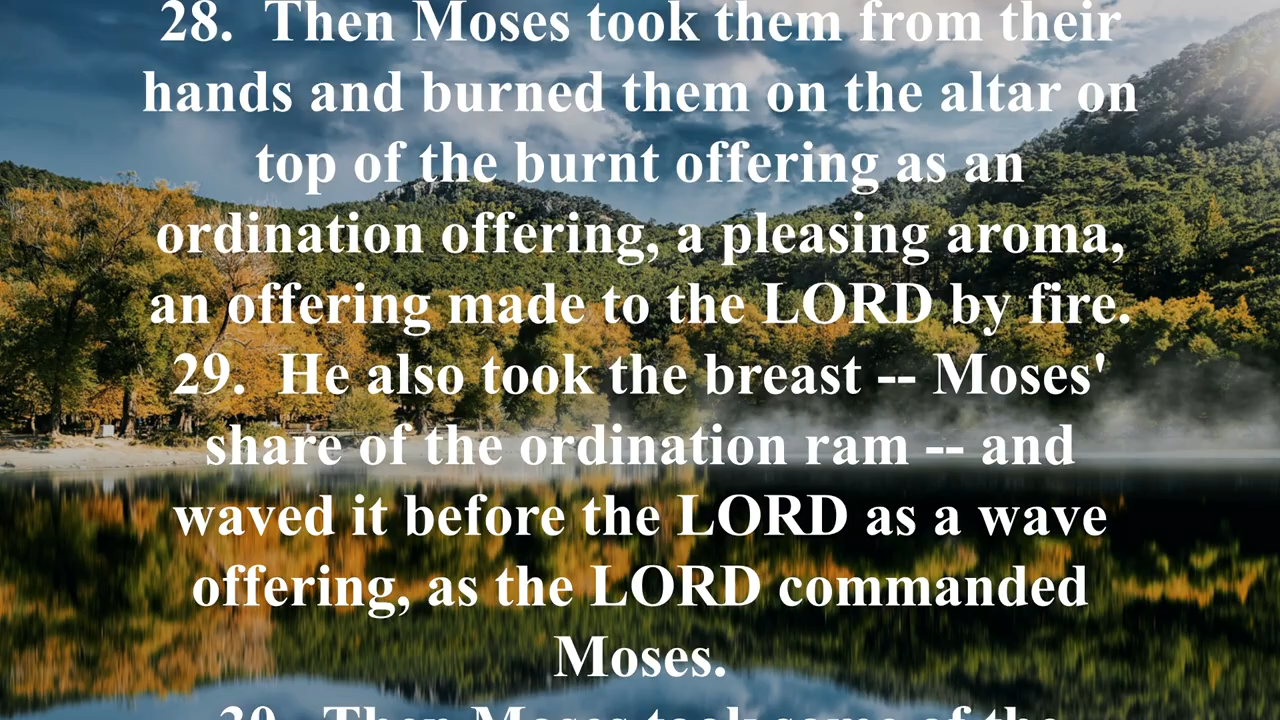 28.  Then Moses took them from their
hands and burned them on the altar on
top of the burnt offering as an
ordination offering, a pleasing aroma,
an offering made to the LORD by fire.
29.  He also took the breast -- Moses'
share of the ordination ram -- and
waved it before the LORD as a wave
offering, as the LORD commanded
Moses.
30.  Then Moses took some of the